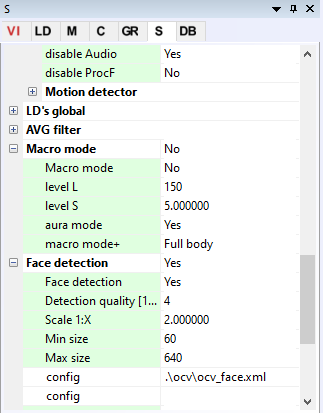 S
VI LD M C GR S DB
disable Audio Yes
disable ProcF No
Motion detector
LD's global
AVG filter
Macro mode No
Macro mode No
level L 150
level S 5.000000
aura mode Yes
macro mode+ Full body
Face detection Yes
Face detection Yes
Detection quality [1... 4
Scale 1:X 2.000000
Min size 60
Max size 640
config .\ocv\ocv_face.xml
config